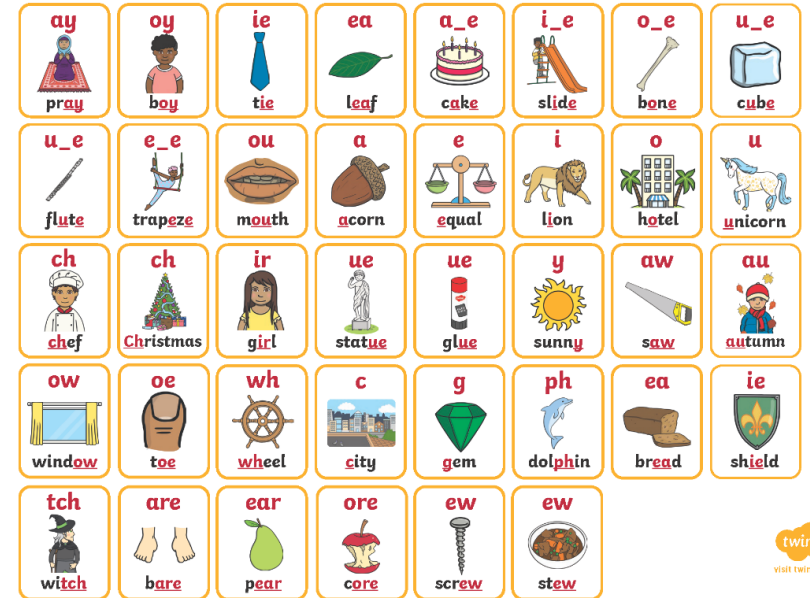 ay oy ie ea a_e i_e o_e u_e
pray boy tie leaf cake slide bone cube
u_e e_e ou a e i o u
flute trapeze mouth acorn equal lion hotel unicorn
ch ch ir ue ue y aw au
chef Christmas girl statue glue sunny saw autumn
ow oe wh c g ph ea ie
window toe wheel city gem dolphin bread shield
tch are ear ore ew ew
witch bare pear core screw stew